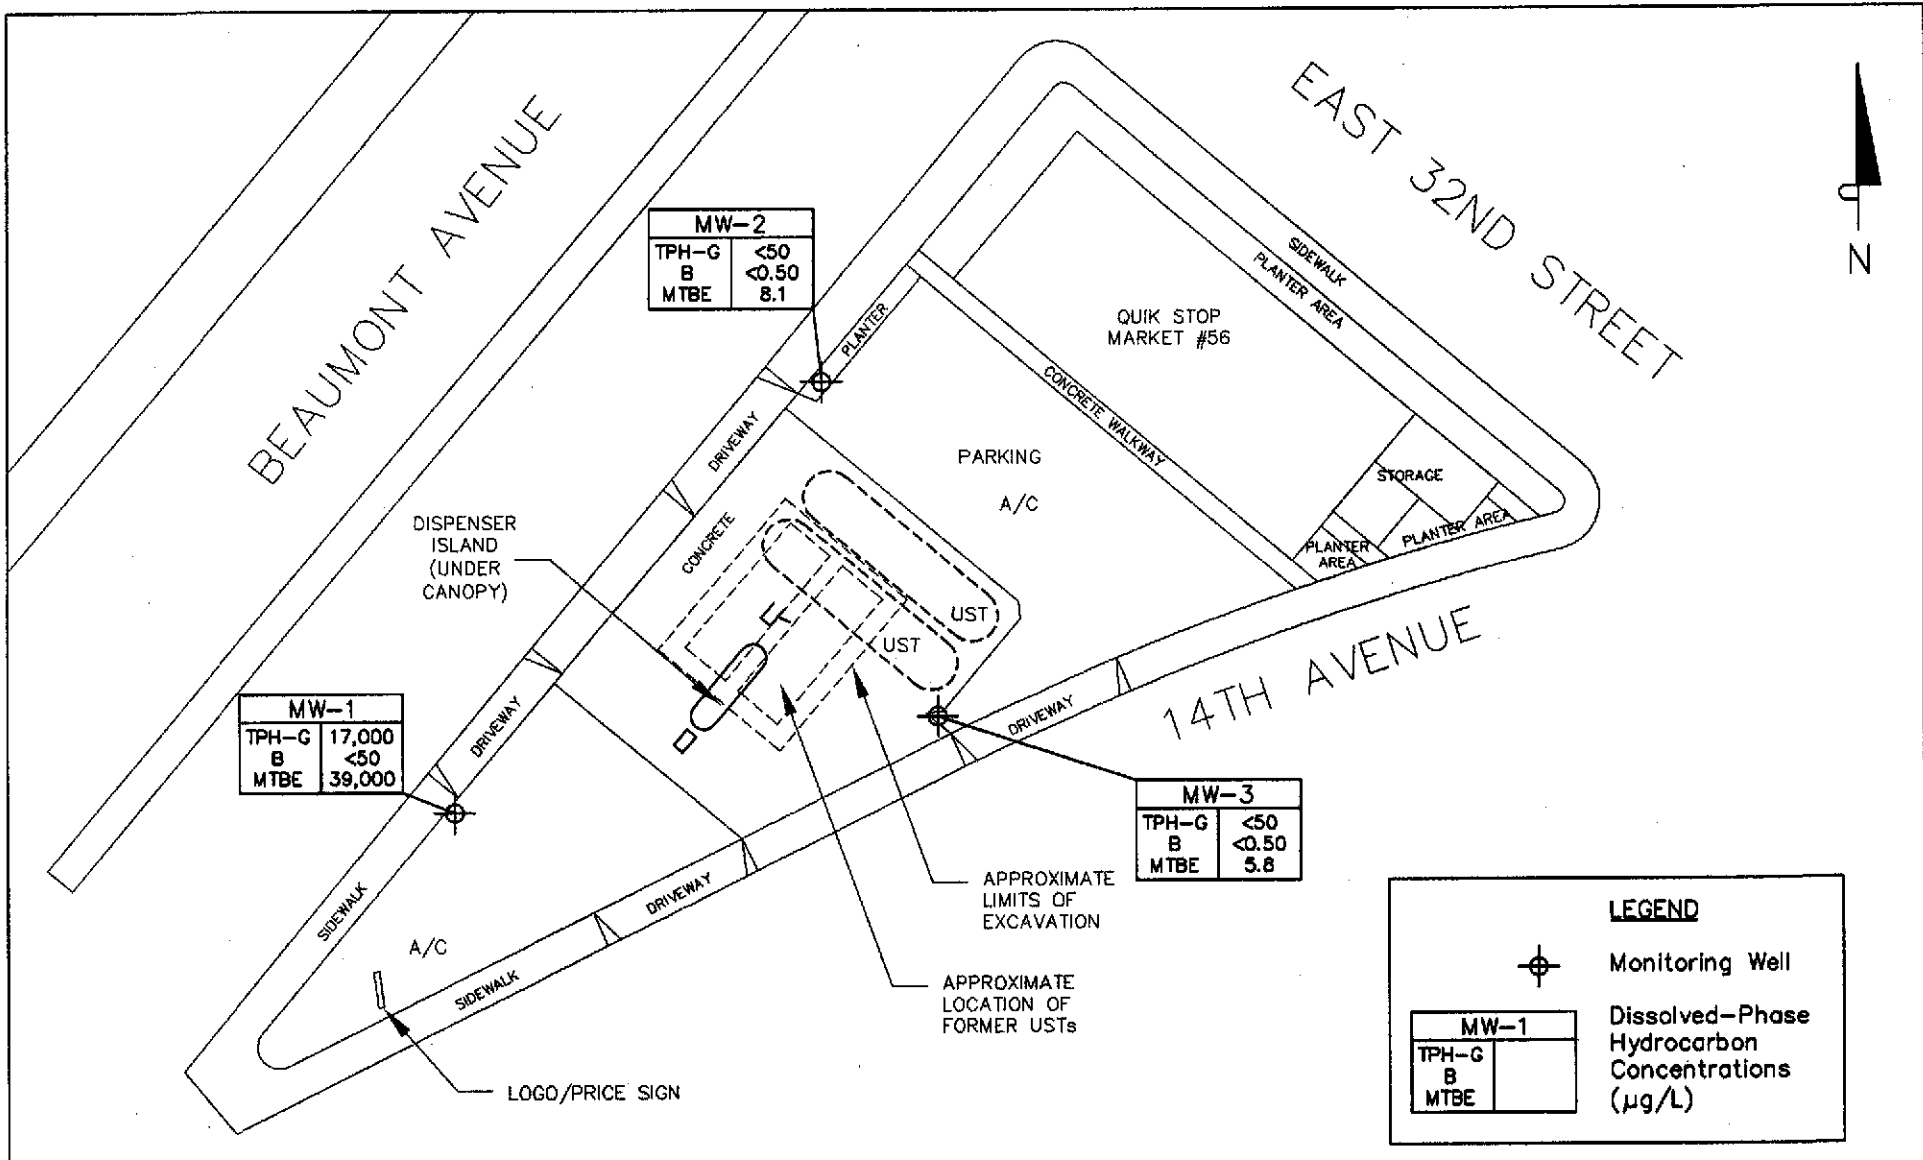 BEAUMONT AVENUE
EAST 32ND STREET
N
MW-2
TPH-G <50
B <0.50
MTBE 8.1
SIDEWALK
PLANTER AREA
PLANTER
QUIK STOP
MARKET #56
CONCRETE WALKWAY
DRIVEWAY
PARKING
A/C
STORAGE
PLANTER AREA
PLANTER
AREA
DISPENSER
ISLAND
(UNDER
CANOPY)
CONCRETE
UST
UST
14TH AVENUE
MW-1
TPH-G 17,000
B <50
MTBE 39,000
DRIVEWAY
DRIVEWAY
MW-3
TPH-G <50
B <0.50
MTBE 5.8
APPROXIMATE
LIMITS OF
EXCAVATION
DRIVEWAY
SIDEWALK
A/C
SIDEWALK
APPROXIMATE
LOCATION OF
FORMER USTs
LOGO/PRICE SIGN
LEGEND
Monitoring Well
MW-1
TPH-G
B
MTBE
Dissolved-Phase
Hydrocarbon
Concentrations
(µg/L)